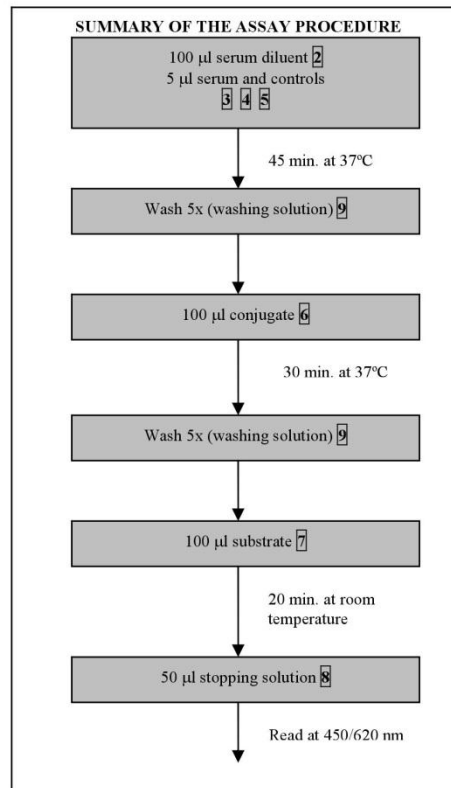 SUMMARY OF THE ASSAY PROCEDURE
100 µl serum diluent 2
5 µl serum and controls
3 4 5
45 min. at 37ºC
Wash 5x (washing solution) 9
100 µl conjugate 6
30 min. at 37ºC
Wash 5x (washing solution) 9
100 µl substrate 7
20 min. at room
temperature
50 µl stopping solution 8
Read at 450/620 nm